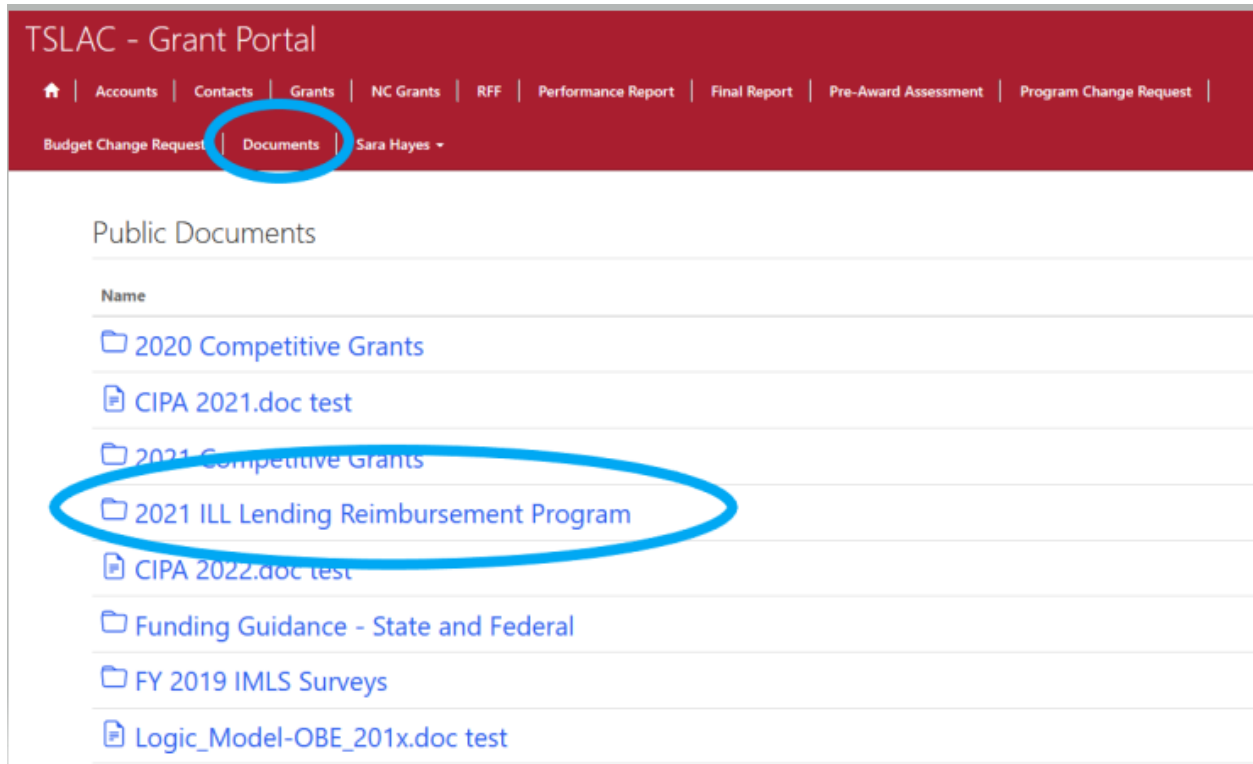 TSLAC - Grant Portal
Accounts | Contacts | Grants | NC Grants | RFF | Performance Report | Final Report | Pre-Award Assessment | Program Change Request |
Budget Change Request | Documents | Sara Hayes
Public Documents
Name
2020 Competitive Grants
CIPA 2021.doc test
2021 Competitive Grants
2021 ILL Lending Reimbursement Program
CIPA 2022.doc test
Funding Guidance - State and Federal
FY 2019 IMLS Surveys
Logic_Model-OBE_201x.doc test